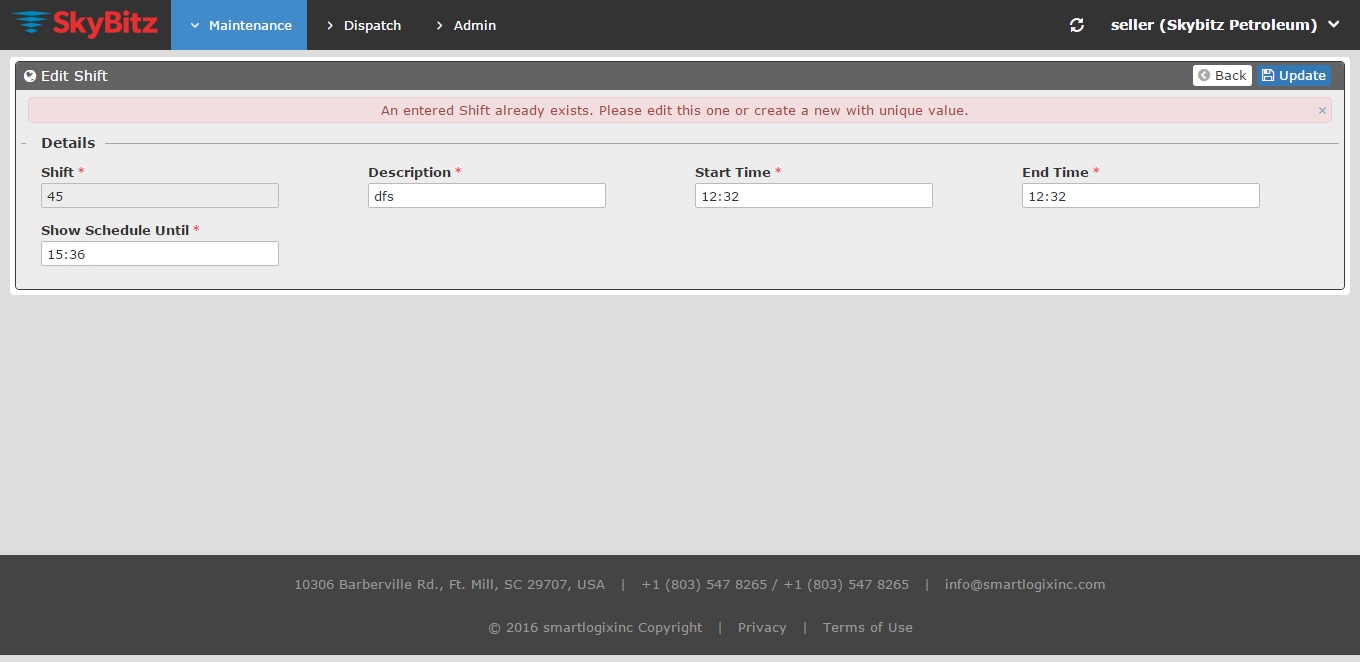 SkyBitz Maintenance Dispatch Admin seller (Skybitz Petroleum)
Edit Shift Back Update
An entered Shift already exists. Please edit this one or create a new with unique value. ×
Details
Shift * Description * Start Time * End Time *
45 dfs 12:32 12:32
Show Schedule Until *
15:36
10306 Barberville Rd., Ft. Mill, SC 29707, USA | +1 (803) 547 8265 / +1 (803) 547 8265 | info@smartlogixinc.com
© 2016 smartlogixinc Copyright | Privacy | Terms of Use